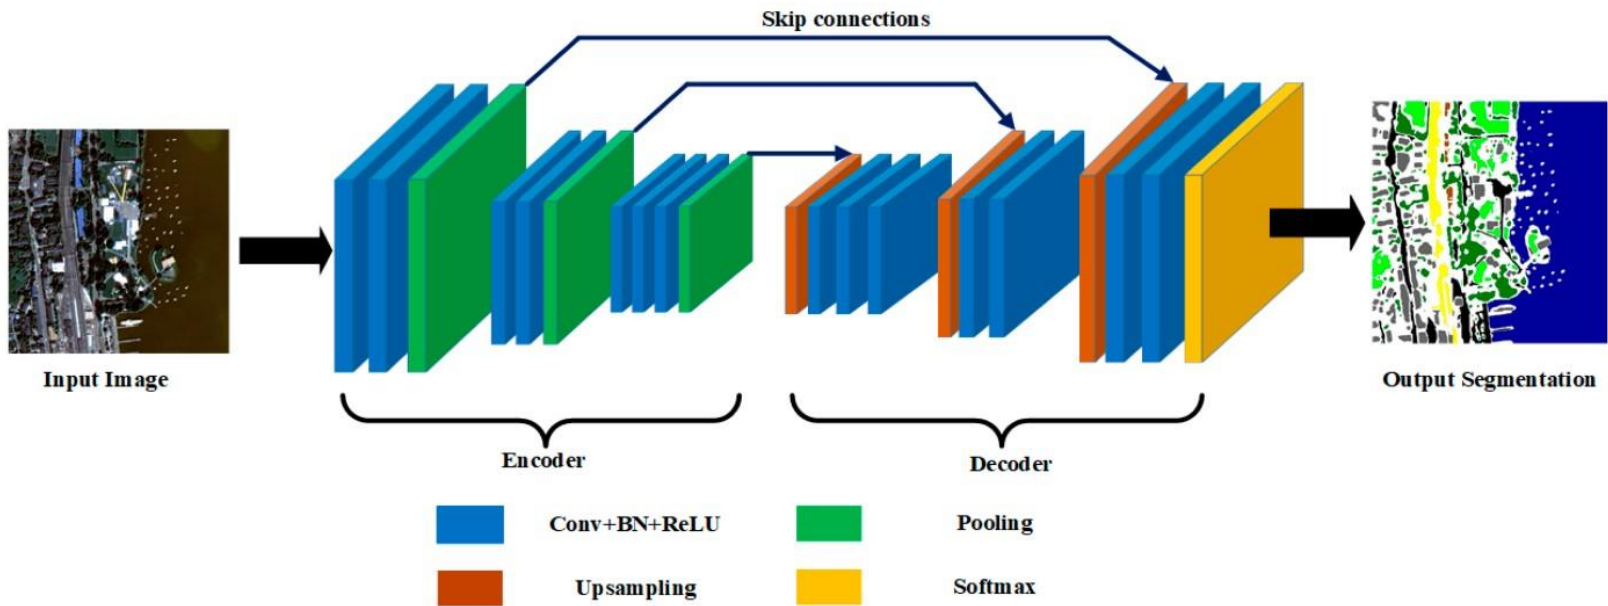 Skip connections
Input Image
Output Segmentation
Encoder
Decoder
Conv+BN+ReLU
Pooling
Upsampling
Softmax